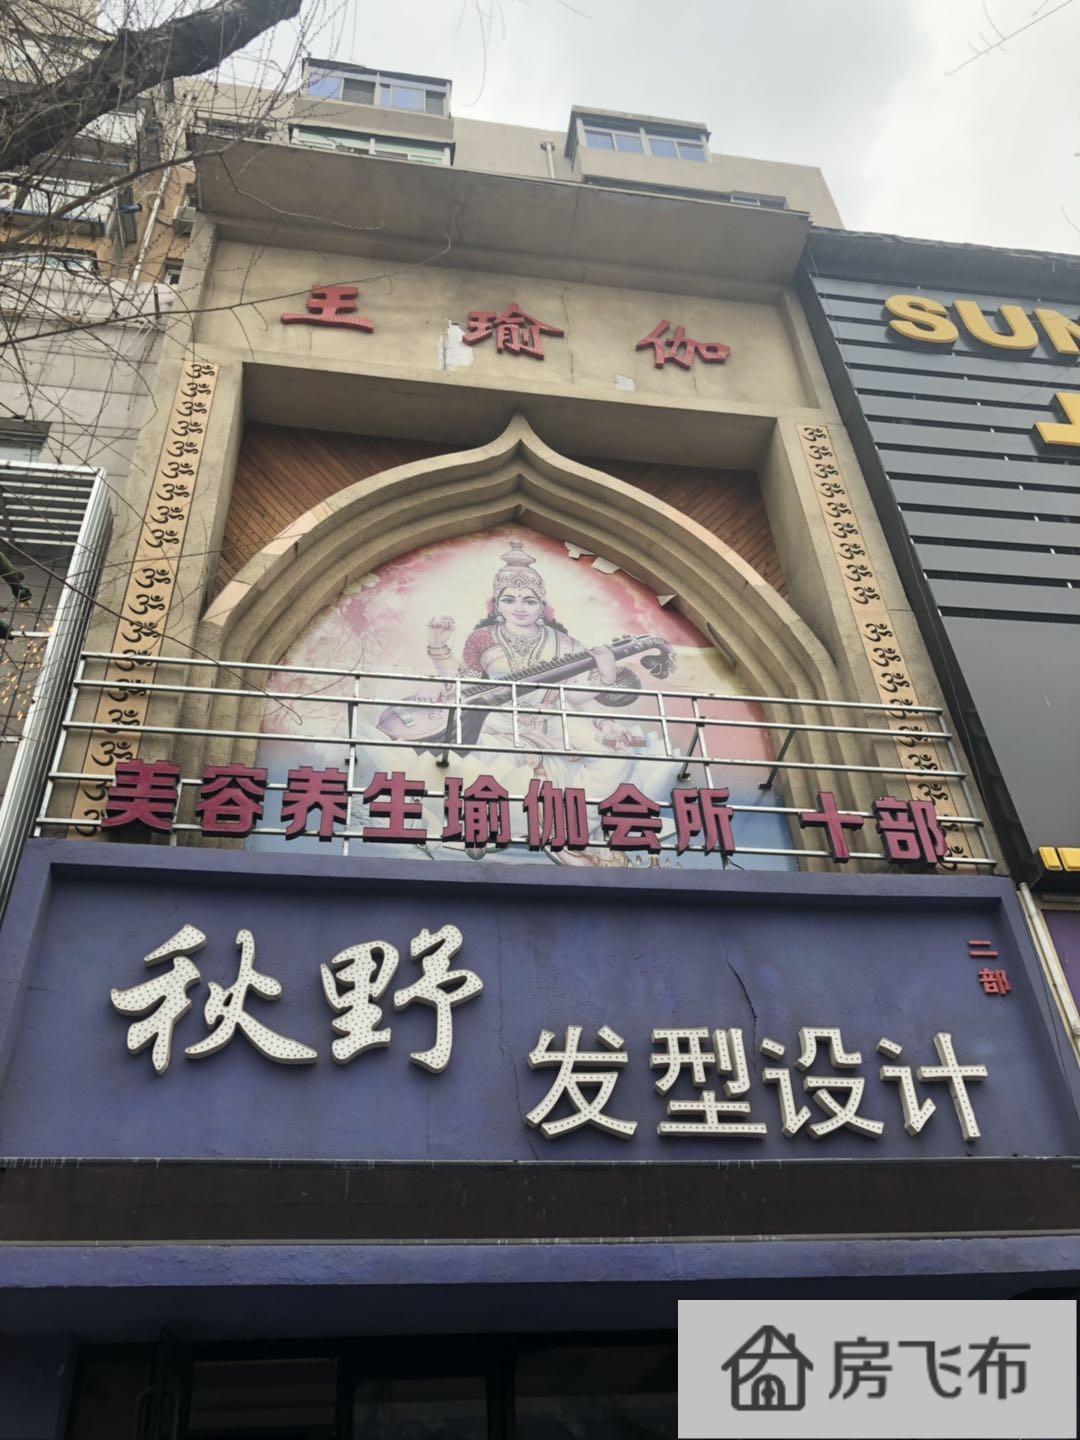 王瑜伽
SUN
美容养生瑜伽会所 十部
秋野
二部
发型设计
房飞布